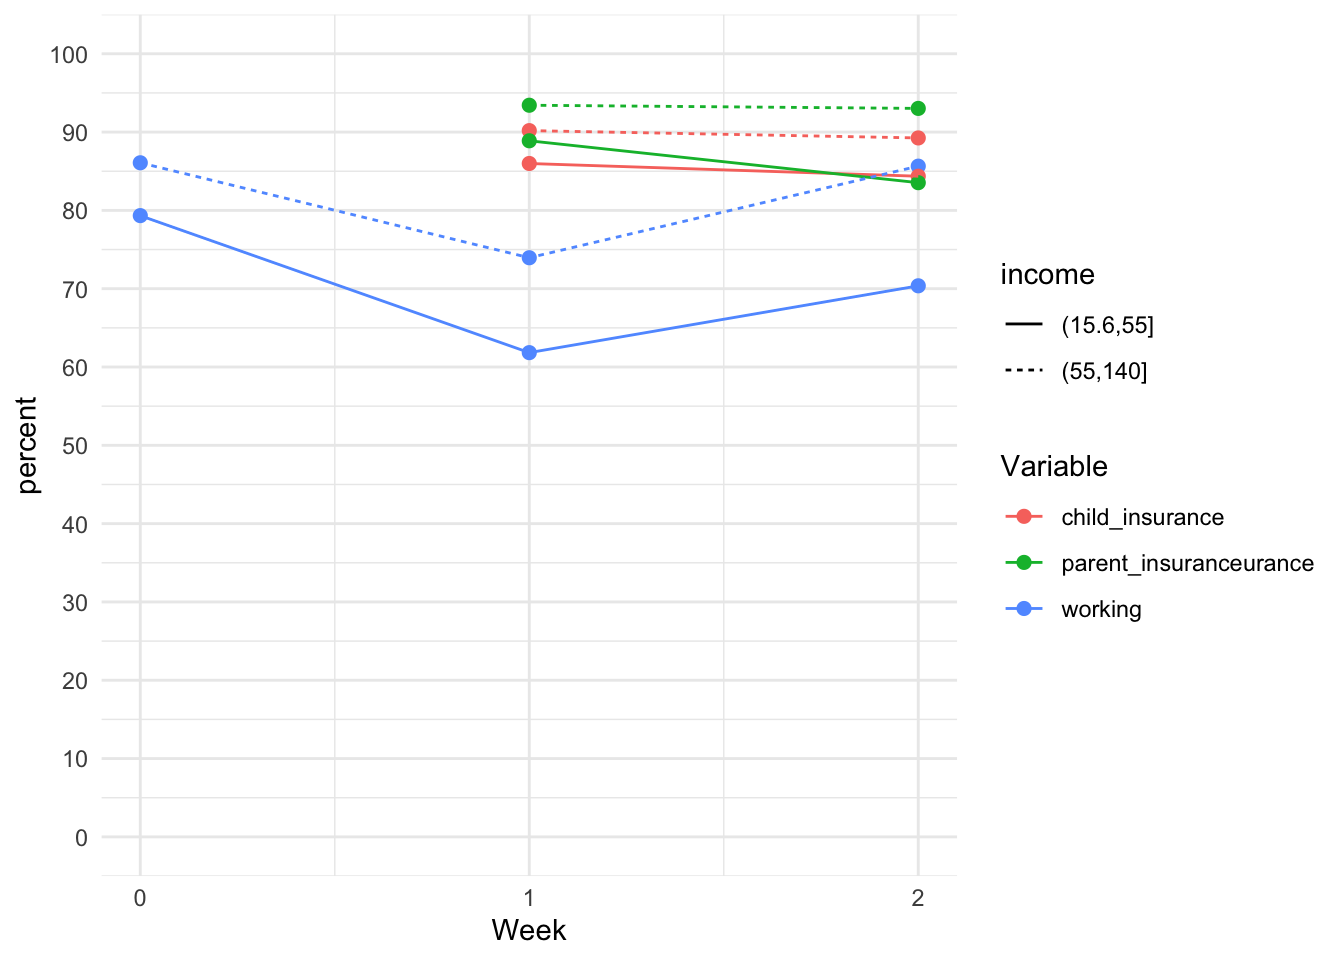 100
90
80
70
60
50
40
30
20
10
0
percent
0 1 2
Week
income
(15.6,55]
(55,140]
Variable
child_insurance
parent_insuranceurance
working